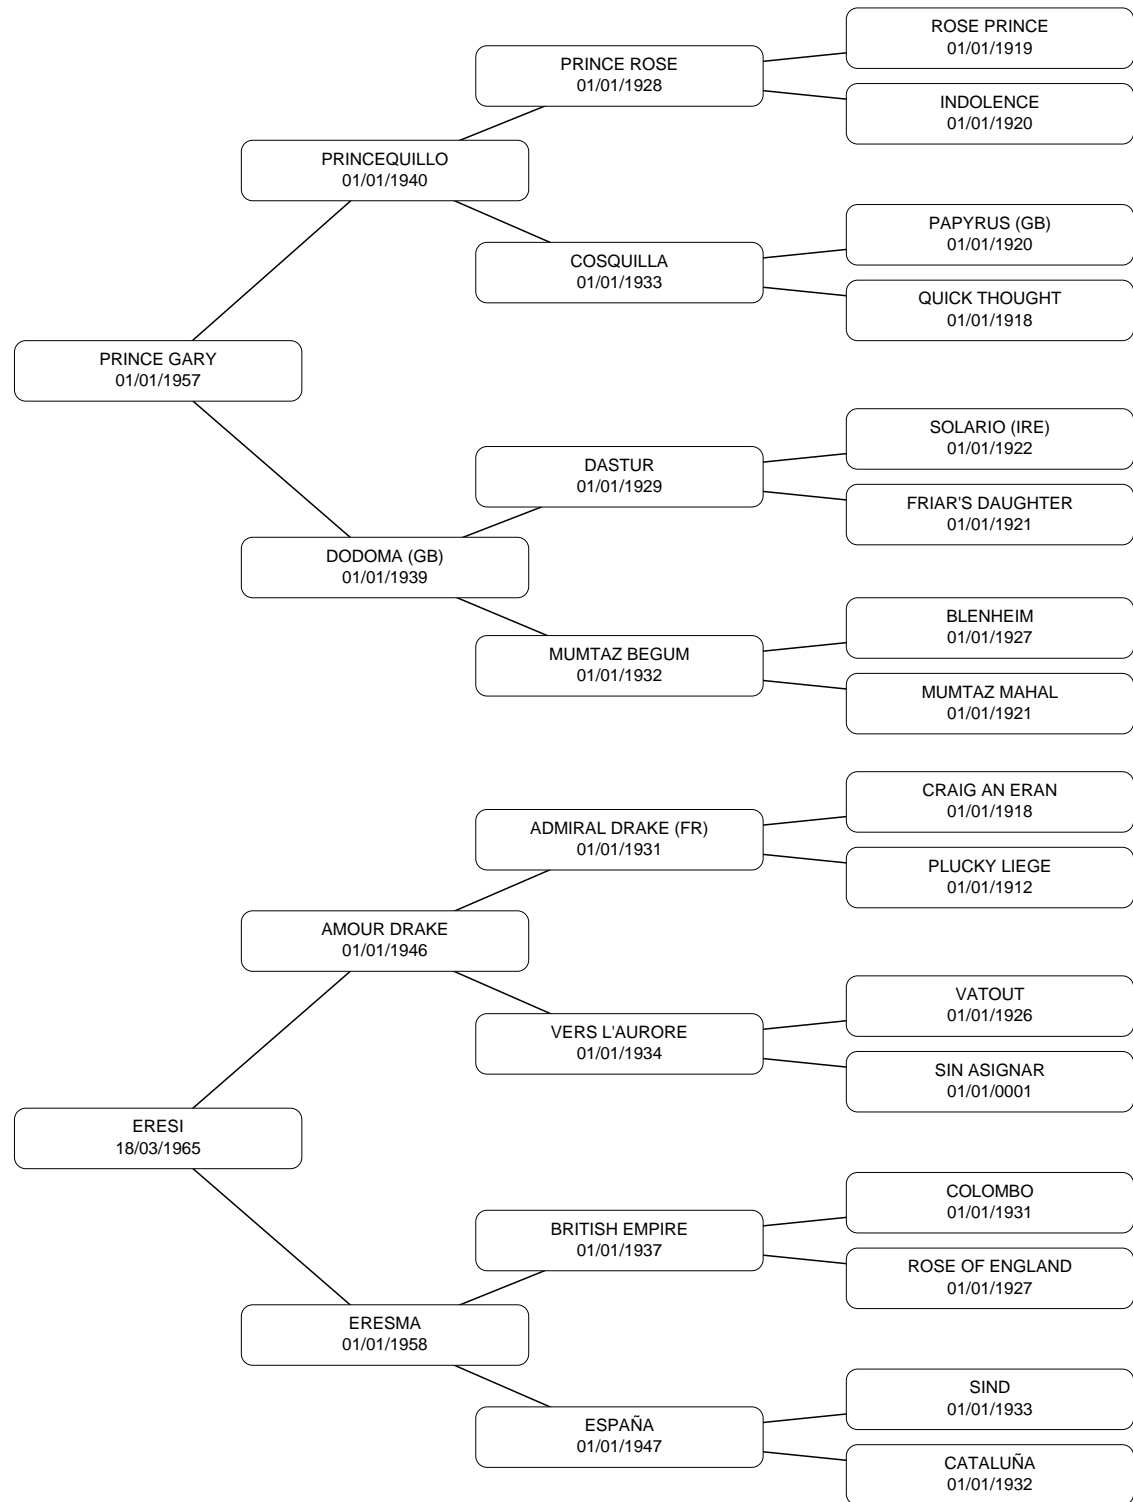 ROSE PRINCE
01/01/1919
PRINCE ROSE
01/01/1928
INDOLENCE
01/01/1920
PRINCEQUILLO
01/01/1940
PAPYRUS (GB)
01/01/1920
COSQUILLA
01/01/1933
QUICK THOUGHT
01/01/1918
PRINCE GARY
01/01/1957
SOLARIO (IRE)
01/01/1922
DASTUR
01/01/1929
FRIAR'S DAUGHTER
01/01/1921
DODOMA (GB)
01/01/1939
BLENHEIM
01/01/1927
MUMTAZ BEGUM
01/01/1932
MUMTAZ MAHAL
01/01/1921
CRAIG AN ERAN
01/01/1918
ADMIRAL DRAKE (FR)
01/01/1931
PLUCKY LIEGE
01/01/1912
AMOUR DRAKE
01/01/1946
VATOUT
01/01/1926
VERS L'AURORE
01/01/1934
SIN ASIGNAR
01/01/0001
ERESI
18/03/1965
COLOMBO
01/01/1931
BRITISH EMPIRE
01/01/1937
ROSE OF ENGLAND
01/01/1927
ERESMA
01/01/1958
SIND
01/01/1933
ESPAÑA
01/01/1947
CATALUÑA
01/01/1932